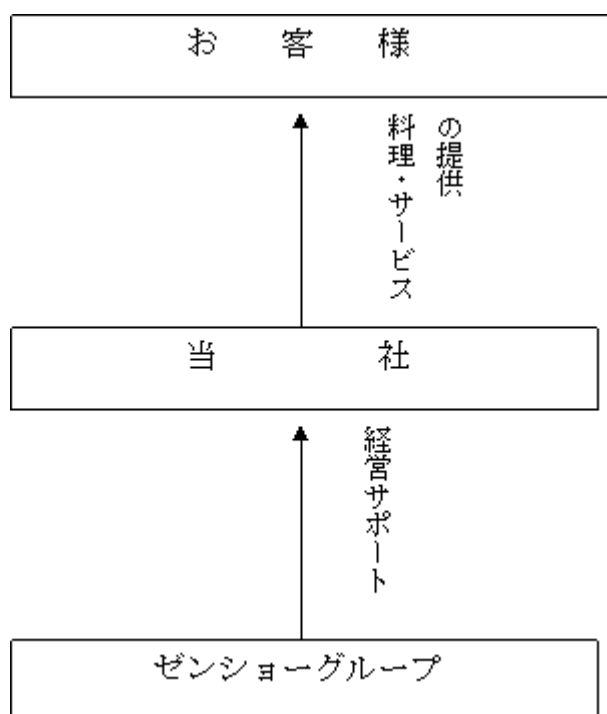 お客様
料理・サービス
の提供
当社
経営サポート
ゼンショーグループ